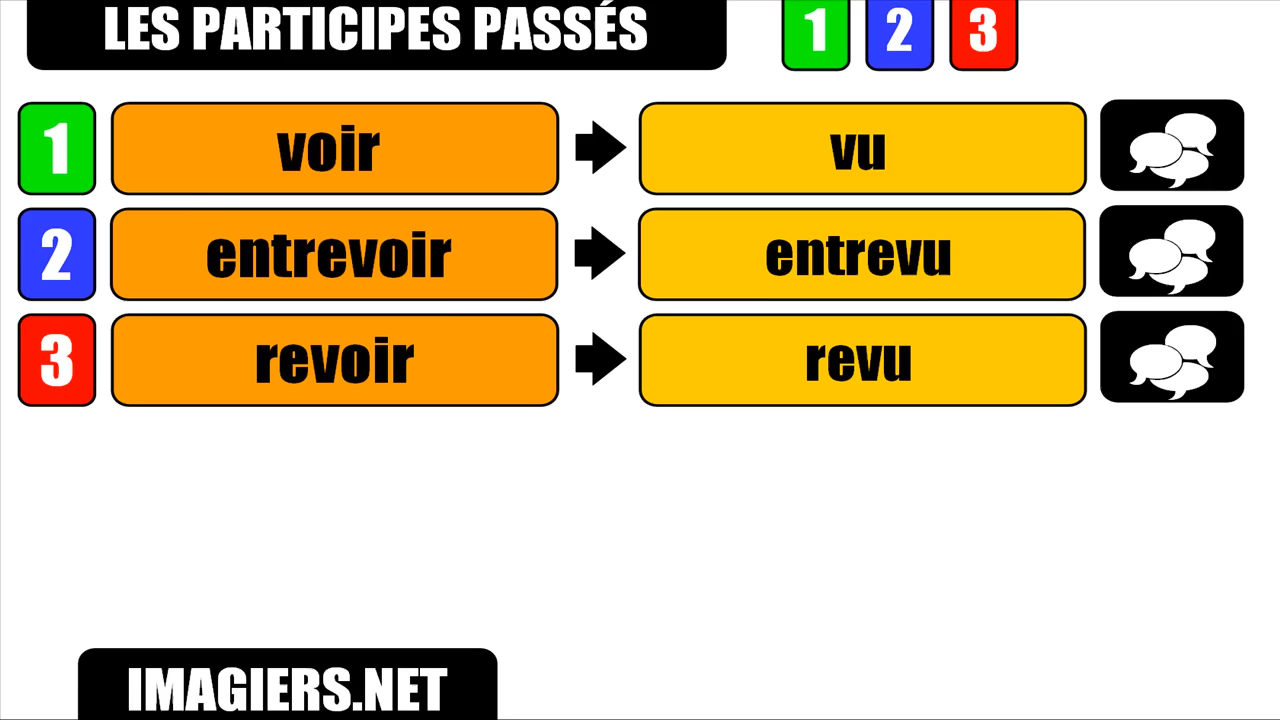 LES PARTICIPES PASSÉS 1 2 3
1 voir vu
2 entrevoir entrevu
3 revoir revu
IMAGIERS.NET